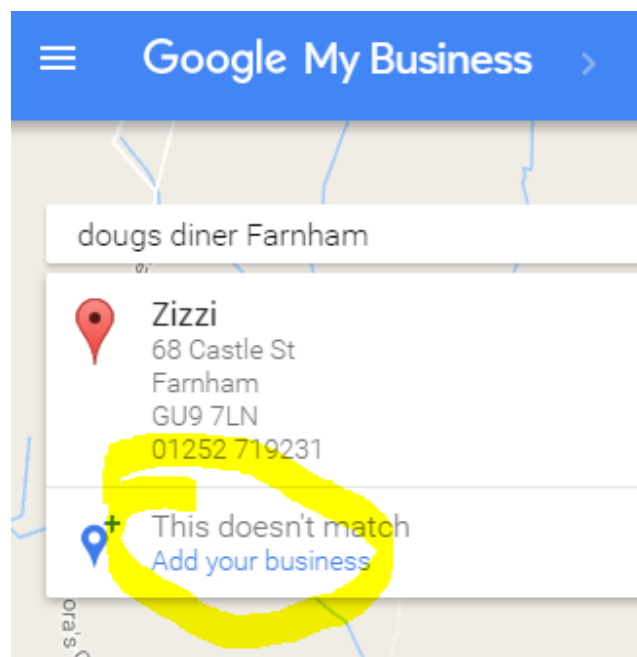 Google My Business
dougs diner Farnham
Zizzi
68 Castle St
Farnham
GU9 7LN
01252 719231
This doesn't match
Add your business
ora's